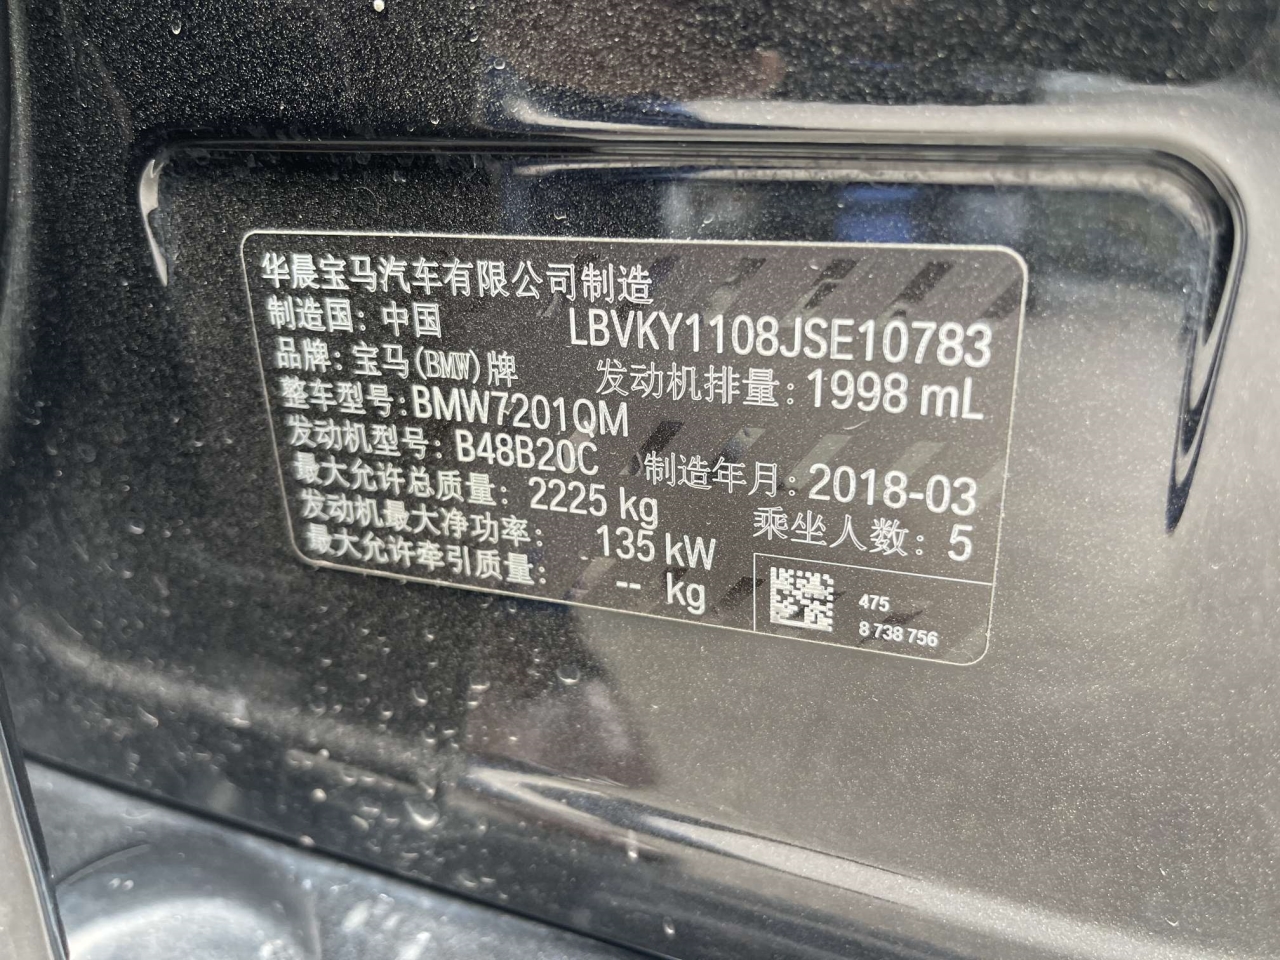 华晨宝马汽车有限公司制造
制造国：中国 LBVKY1108JSE10783
品牌：宝马(BMW)牌 发动机排量：1998 mL
整车型号：BMW7201QM
发动机型号：B48B20C 制造年月：2018-03
最大允许总质量：2225 kg 乘坐人数：5
发动机最大净功率：135 kW
最大允许牵引质量：-- kg
475
8 738 756